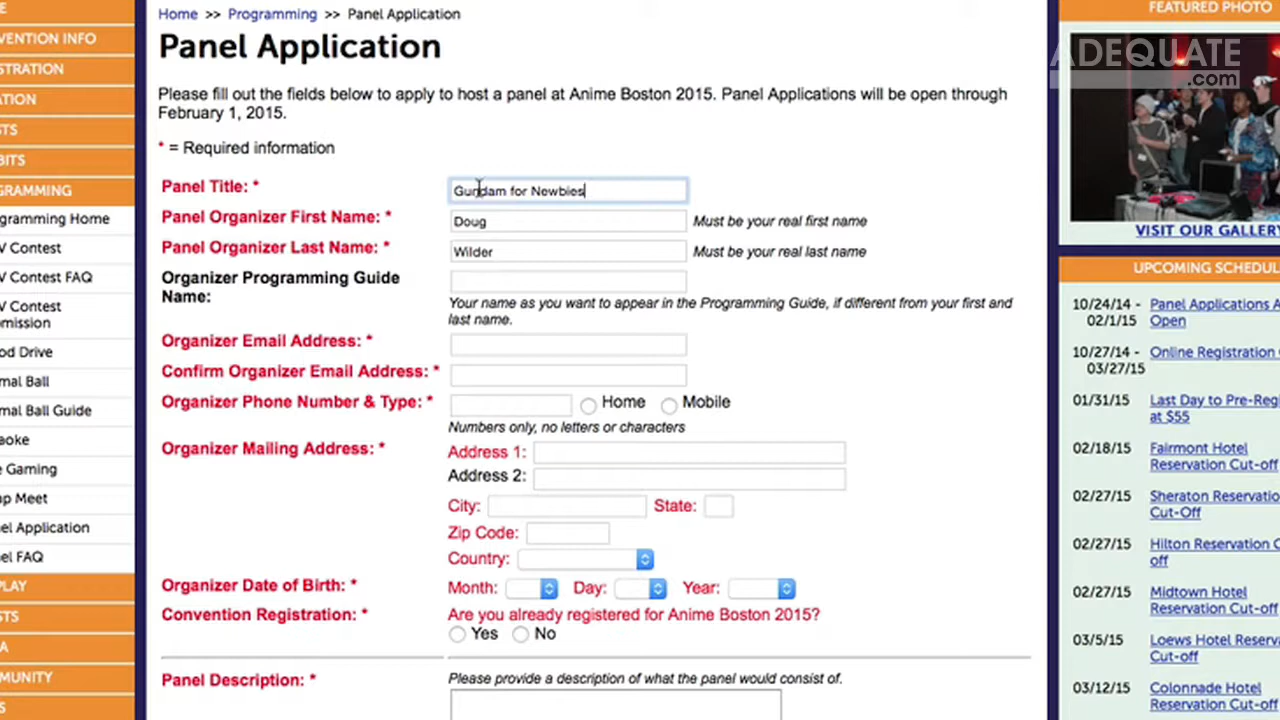 Home >> Programming >> Panel Application
Panel Application
Please fill out the fields below to apply to host a panel at Anime Boston 2015. Panel Applications will be open through
February 1, 2015.
* = Required information
Panel Title: *
Gundam for Newbies
Panel Organizer First Name: *
Doug
Must be your real first name
Panel Organizer Last Name: *
Wilder
Must be your real last name
Organizer Programming Guide
Name:
Your name as you want to appear in the Programming Guide, if different from your first and
last name.
Organizer Email Address: *
Confirm Organizer Email Address: *
Organizer Phone Number & Type: *
Home
Mobile
Numbers only, no letters or characters
Organizer Mailing Address: *
Address 1:
Address 2:
City:
State:
Zip Code:
Country:
Organizer Date of Birth: *
Month:
Day:
Year:
Convention Registration: *
Are you already registered for Anime Boston 2015?
Yes
No
Panel Description: *
Please provide a description of what the panel would consist of.
VENTION INFO
STRATION
ATION
STS
BITS
GRAMMING
gramming Home
V Contest
V Contest FAQ
V Contest
mission
od Drive
mal Ball
mal Ball Guide
aoke
e Gaming
ap Meet
nel Application
nel FAQ
PLAY
STS
A
MUNITY
S
FEATURED PHOTO
ADEQUATE
.com
VISIT OUR GALLERY
UPCOMING SCHEDUL
10/24/14 -
02/1/15
Panel Applications A
Open
10/27/14 -
03/27/15
Online Registration
01/31/15
Last Day to Pre-Regi
at $55
02/18/15
Fairmont Hotel
Reservation Cut-off
02/27/15
Sheraton Reservatio
Cut-Off
02/27/15
Hilton Reservation C
off
02/27/15
Midtown Hotel
Reservation Cut-off
03/5/15
Loews Hotel Reserva
Cut-off
03/12/15
Colonnade Hotel
Reservation Cut-off